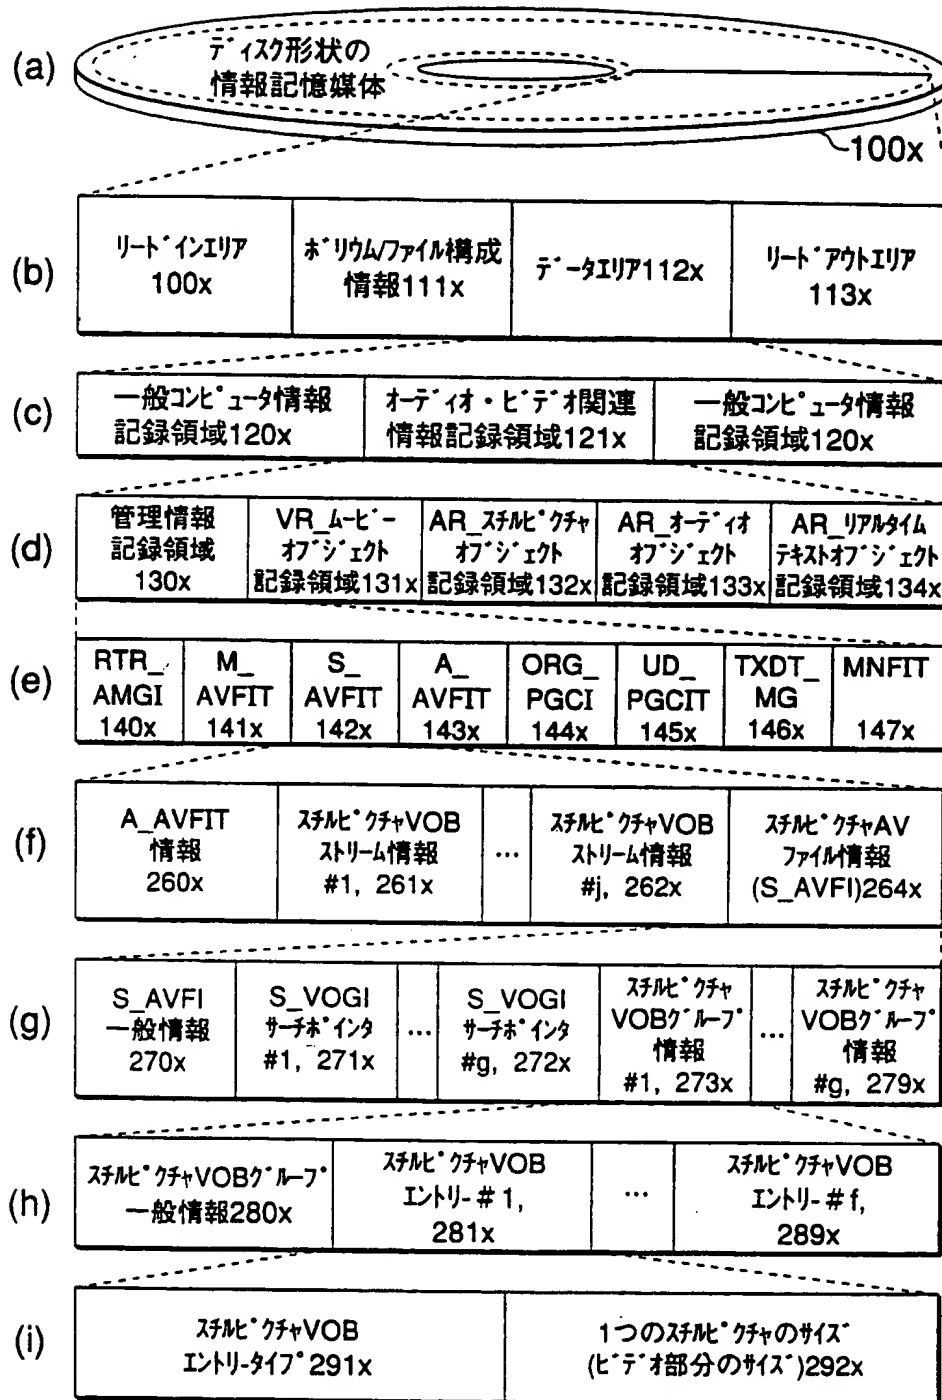 (a)
ディスク形状の
情報記憶媒体
100x
(b)
リードインエリア
100x
ボリウム/ファイル構成
情報111x
データエリア112x
リードアウトエリア
113x
(c)
一般コンピュータ情報
記録領域120x
オーディオ・ビデオ関連
情報記録領域121x
一般コンピュータ情報
記録領域120x
(d)
管理情報
記録領域
130x
VR_ムービー
オブジェクト
記録領域131x
AR_スチルピクチャ
オブジェクト
記録領域132x
AR_オーディオ
オブジェクト
記録領域133x
AR_リアルタイム
テキストオブジェクト
記録領域134x
(e)
RTR_
AMGI
140x
M_
AVFIT
141x
S_
AVFIT
142x
A_
AVFIT
143x
ORG_
PGCI
144x
UD_
PGCIT
145x
TXDT_
MG
146x
MNFIT
147x
(f)
A_AVFIT
情報
260x
スチルピクチャVOB
ストリーム情報
#1, 261x
...
スチルピクチャVOB
ストリーム情報
#j, 262x
スチルピクチャAV
ファイル情報
(S_AVFI)264x
(g)
S_AVFI
一般情報
270x
S_VOGI
サーチポインタ
#1, 271x
...
S_VOGI
サーチポインタ
#g, 272x
スチルピクチャ
VOBグループ
情報
#1, 273x
...
スチルピクチャ
VOBグループ
情報
#g, 279x
(h)
スチルピクチャVOBグループ
一般情報280x
スチルピクチャVOB
エントリー#1,
281x
...
スチルピクチャVOB
エントリー#f,
289x
(i)
スチルピクチャVOB
エントリータイプ291x
1つのスチルピクチャのサイズ
(ビデオ部分のサイズ)292x